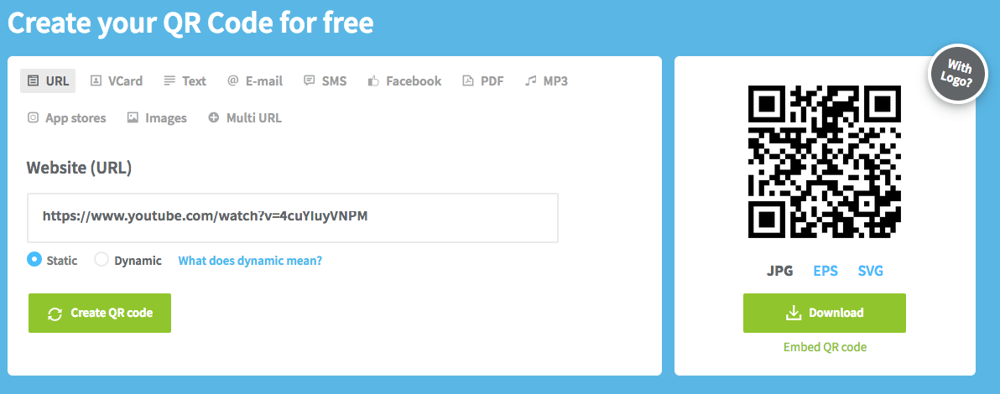 Create your QR Code for free
URL VCard Text E-mail SMS Facebook PDF MP3
App stores Images Multi URL
Website (URL)
https://www.youtube.com/watch?v=4cuYIuyVNPM
Static Dynamic What does dynamic mean?
Create QR code
With
Logo?
JPG EPS SVG
Download
Embed QR code